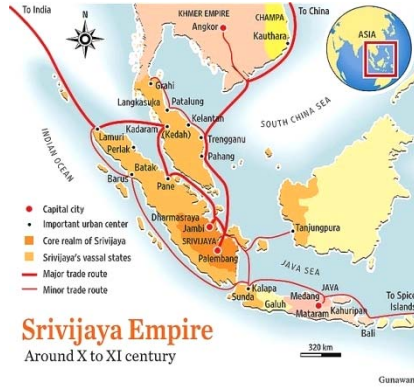 To India
N
KHMER EMPIRE
Angkor
CHAMPA
Kauthara
To China
ASIA
Grahi
Langkasuka
Patalung
Kelantan
Kadaram
(Kedah)
Trengganu
Pahang
SOUTH CHINA SEA
INDIAN OCEAN
Lamuri
Perlak
Batak
Barus
Pane
Dharmasraya
Jambi
SRIVIJAYA
Palembang
Tanjungpura
JAVA SEA
Kalapa
Sunda
Galuh
JAVA
Medang
Mataram
Kahuripan
Bali
To Spice
Islands
Capital city
Important urban center
Core realm of Srivijaya
Srivijaya's vassal states
Major trade route
Minor trade route
Srivijaya Empire
Around X to XI century
320 km
Gunawan